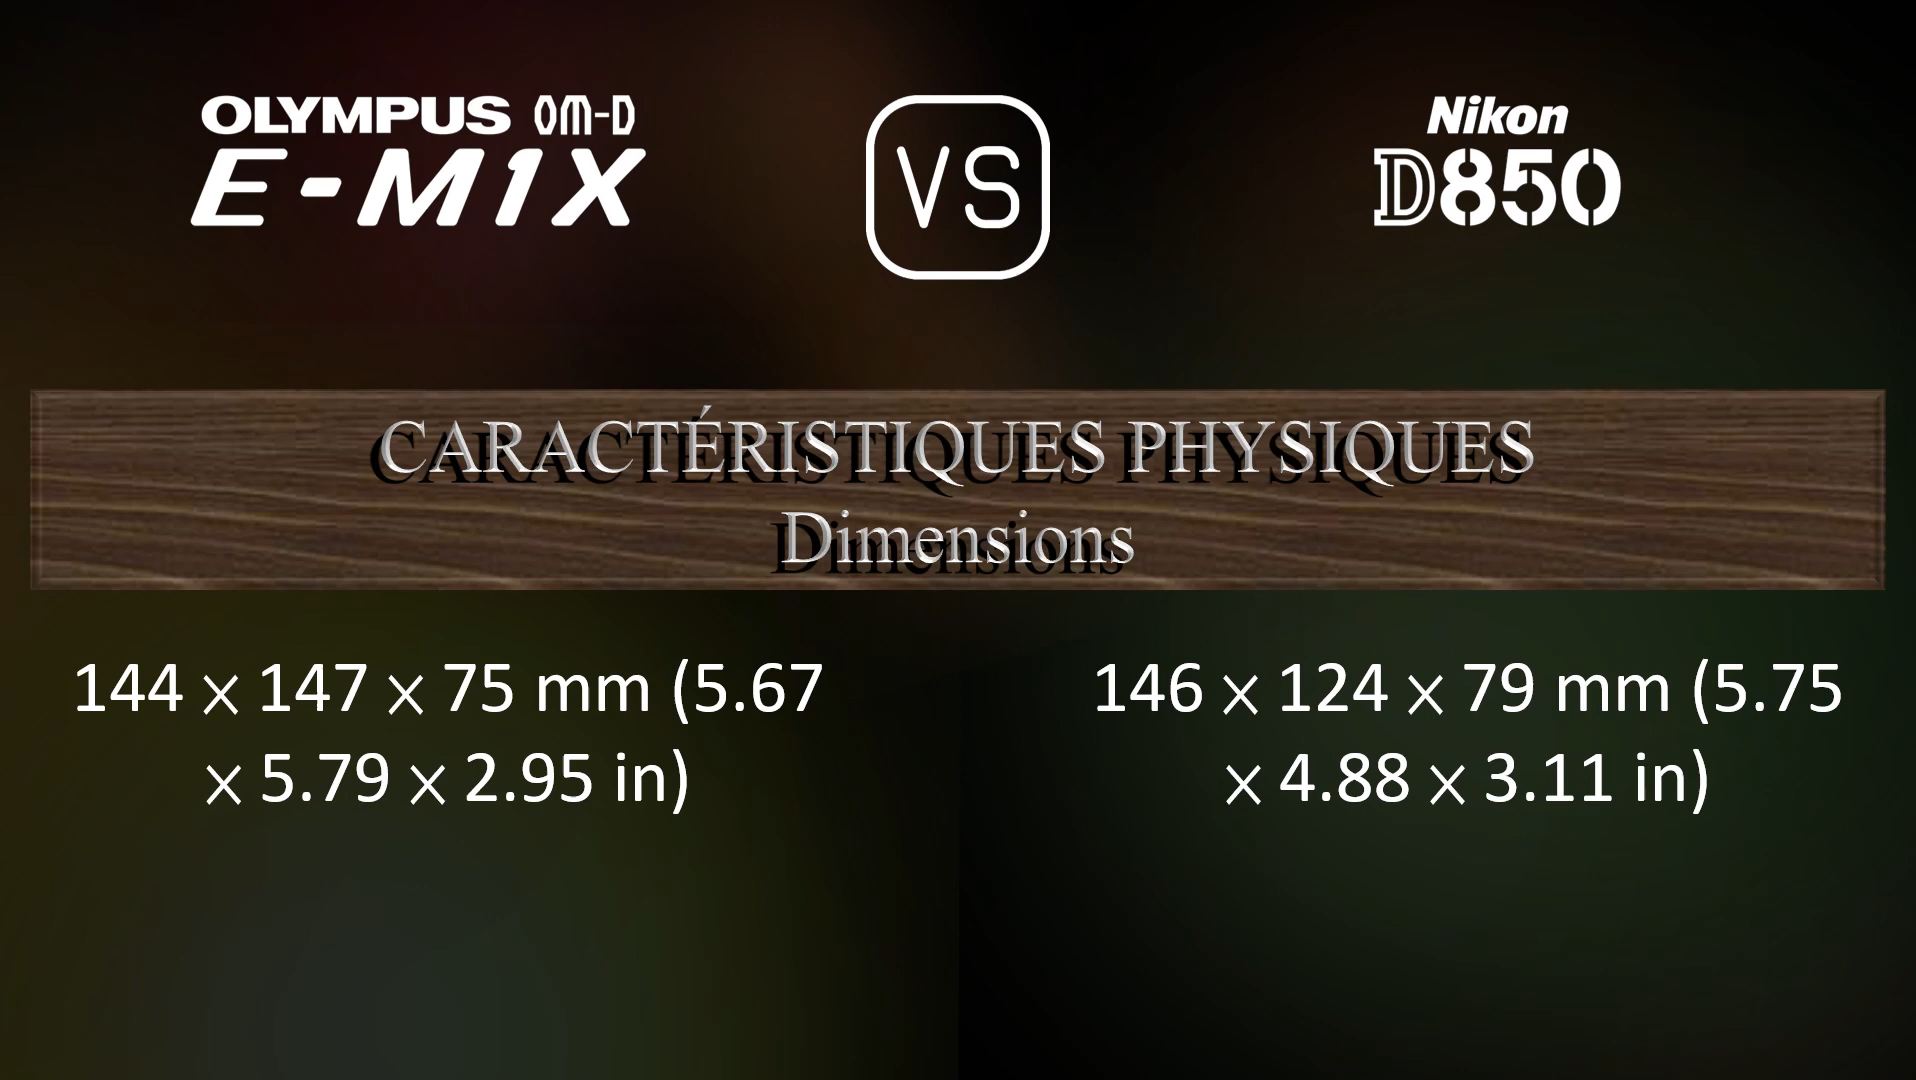 OLYMPUS OM-D
E-M1X
VS
Nikon
D850
CARACTÉRISTIQUES PHYSIQUES
Dimensions
144 x 147 x 75 mm (5.67
x 5.79 x 2.95 in)
146 x 124 x 79 mm (5.75
x 4.88 x 3.11 in)